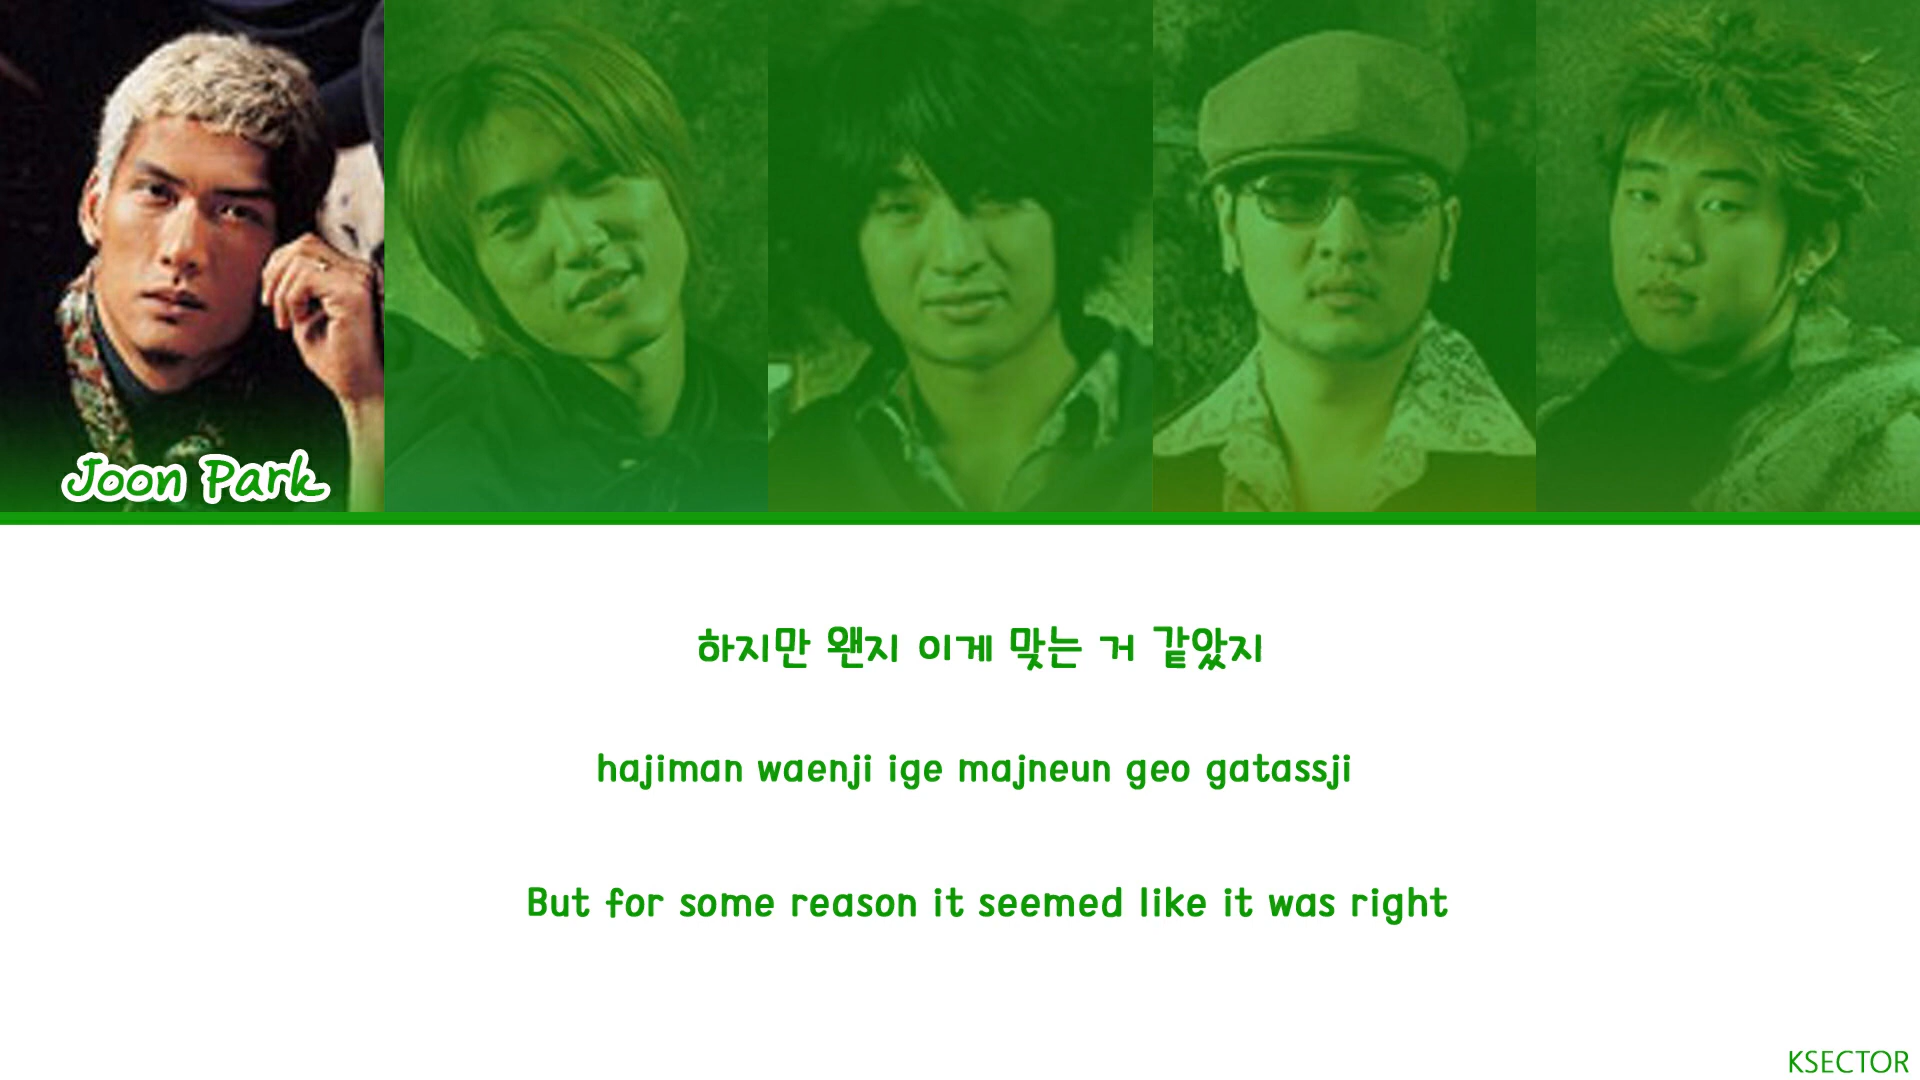 Joon Park
하지만 왠지 이게 맞는 거 같았지
hajiman waenji ige majneun geo gatassji
But for some reason it seemed like it was right
KSECTOR